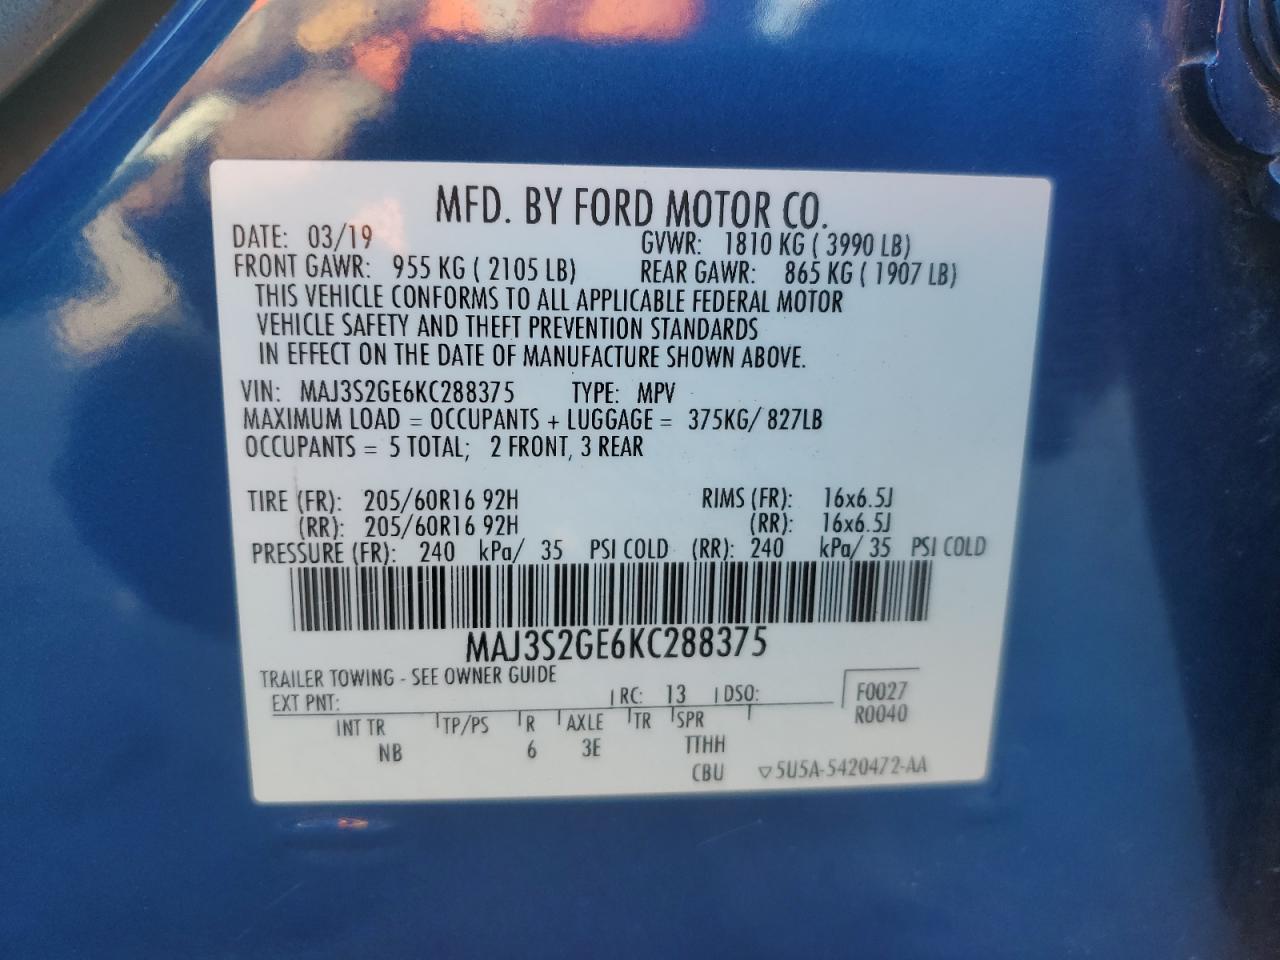 MFD. BY FORD MOTOR CO.
DATE: 03/19 GVWR: 1810 KG ( 3990 LB)
FRONT GAWR: 955 KG ( 2105 LB) REAR GAWR: 865 KG ( 1907 LB)
THIS VEHICLE CONFORMS TO ALL APPLICABLE FEDERAL MOTOR
VEHICLE SAFETY AND THEFT PREVENTION STANDARDS
IN EFFECT ON THE DATE OF MANUFACTURE SHOWN ABOVE.
VIN: MAJ3S2GE6KC288375 TYPE: MPV
MAXIMUM LOAD = OCCUPANTS + LUGGAGE = 375KG/ 827LB
OCCUPANTS = 5 TOTAL; 2 FRONT, 3 REAR
TIRE (FR): 205/60R16 92H RIMS (FR): 16x6.5J
(RR): 205/60R16 92H (RR): 16x6.5J
PRESSURE (FR): 240 kPa/ 35 PSI COLD (RR): 240 kPa/ 35 PSI COLD
MAJ3S2GE6KC288375
TRAILER TOWING - SEE OWNER GUIDE
EXT PNT: RC: 13 DSO: F0027
R0040
INT TR TP/PS R AXLE TR SPR
NB 6 3E TTHH
CBU ▽5U5A-5420472-AA